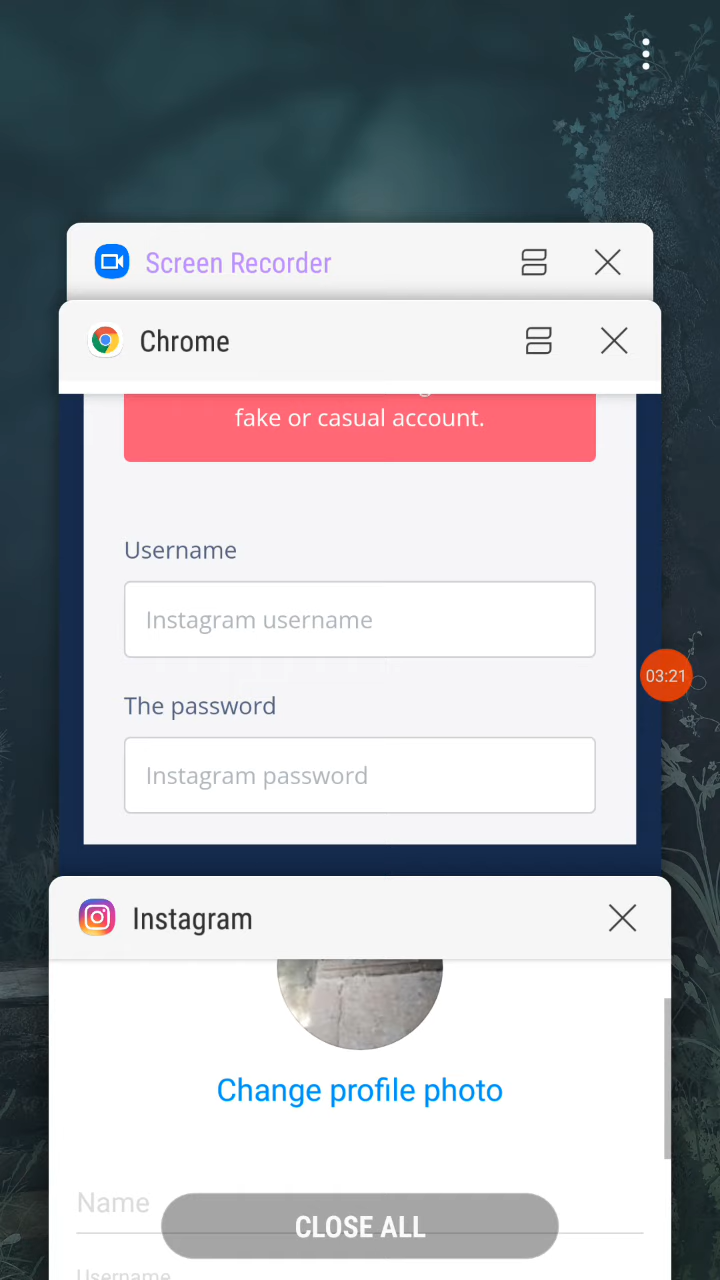 Screen Recorder
Chrome
fake or casual account.
Username
Instagram username
03:21
The password
Instagram password
Instagram
Change profile photo
Name
CLOSE ALL
Username